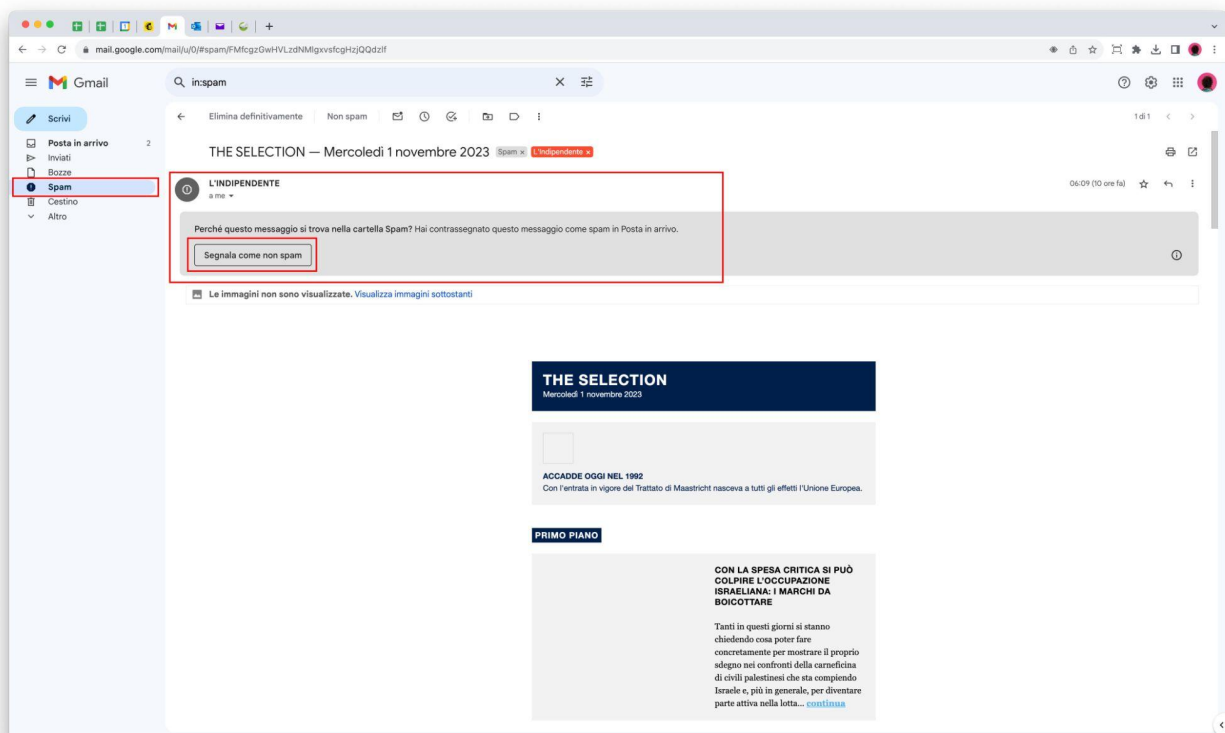 mail.google.com/mail/u/0/#spam/FMfcgzGwHVLzdNMlgxvsfcgHzjQQdzlf
Gmail
in:spam
Scrivi
Elimina definitivamente Non spam
1 di 1
Posta in arrivo 2
Inviati
Bozze
Spam
Cestino
Altro
THE SELECTION — Mercoledì 1 novembre 2023 Spam x L'Indipendente x
L'INDIPENDENTE
06:09 (10 ore fa)
a me
Perché questo messaggio si trova nella cartella Spam? Hai contrassegnato questo messaggio come spam in Posta in arrivo.
Segnala come non spam
Le immagini non sono visualizzate. Visualizza immagini sottostanti
THE SELECTION
Mercoledì 1 novembre 2023
ACCADDE OGGI NEL 1992
Con l'entrata in vigore del Trattato di Maastricht nasceva a tutti gli effetti l'Unione Europea.
PRIMO PIANO
CON LA SPESA CRITICA SI PUÒ
COLPIRE L'OCCUPAZIONE
ISRAELIANA: I MARCHI DA
BOICOTTARE
Tanti in questi giorni si stanno
chiedendo cosa poter fare
concretamente per mostrare il proprio
sdegno nei confronti della carneficina
di civili palestinesi che sta compiendo
Israele e, più in generale, per diventare
parte attiva nella lotta... continua